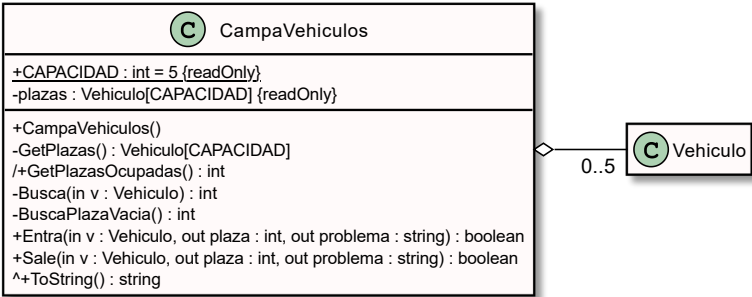 C CampaVehiculos
+CAPACIDAD : int = 5 {readOnly}
-plazas : Vehiculo[CAPACIDAD] {readOnly}
+CampaVehiculos()
-GetPlazas() : Vehiculo[CAPACIDAD]
/+GetPlazasOcupadas() : int
-Busca(in v : Vehiculo) : int
-BuscaPlazaVacia() : int
+Entra(in v : Vehiculo, out plaza : int, out problema : string) : boolean
+Sale(in v : Vehiculo, out plaza : int, out problema : string) : boolean
^+ToString() : string
0..5
C Vehiculo